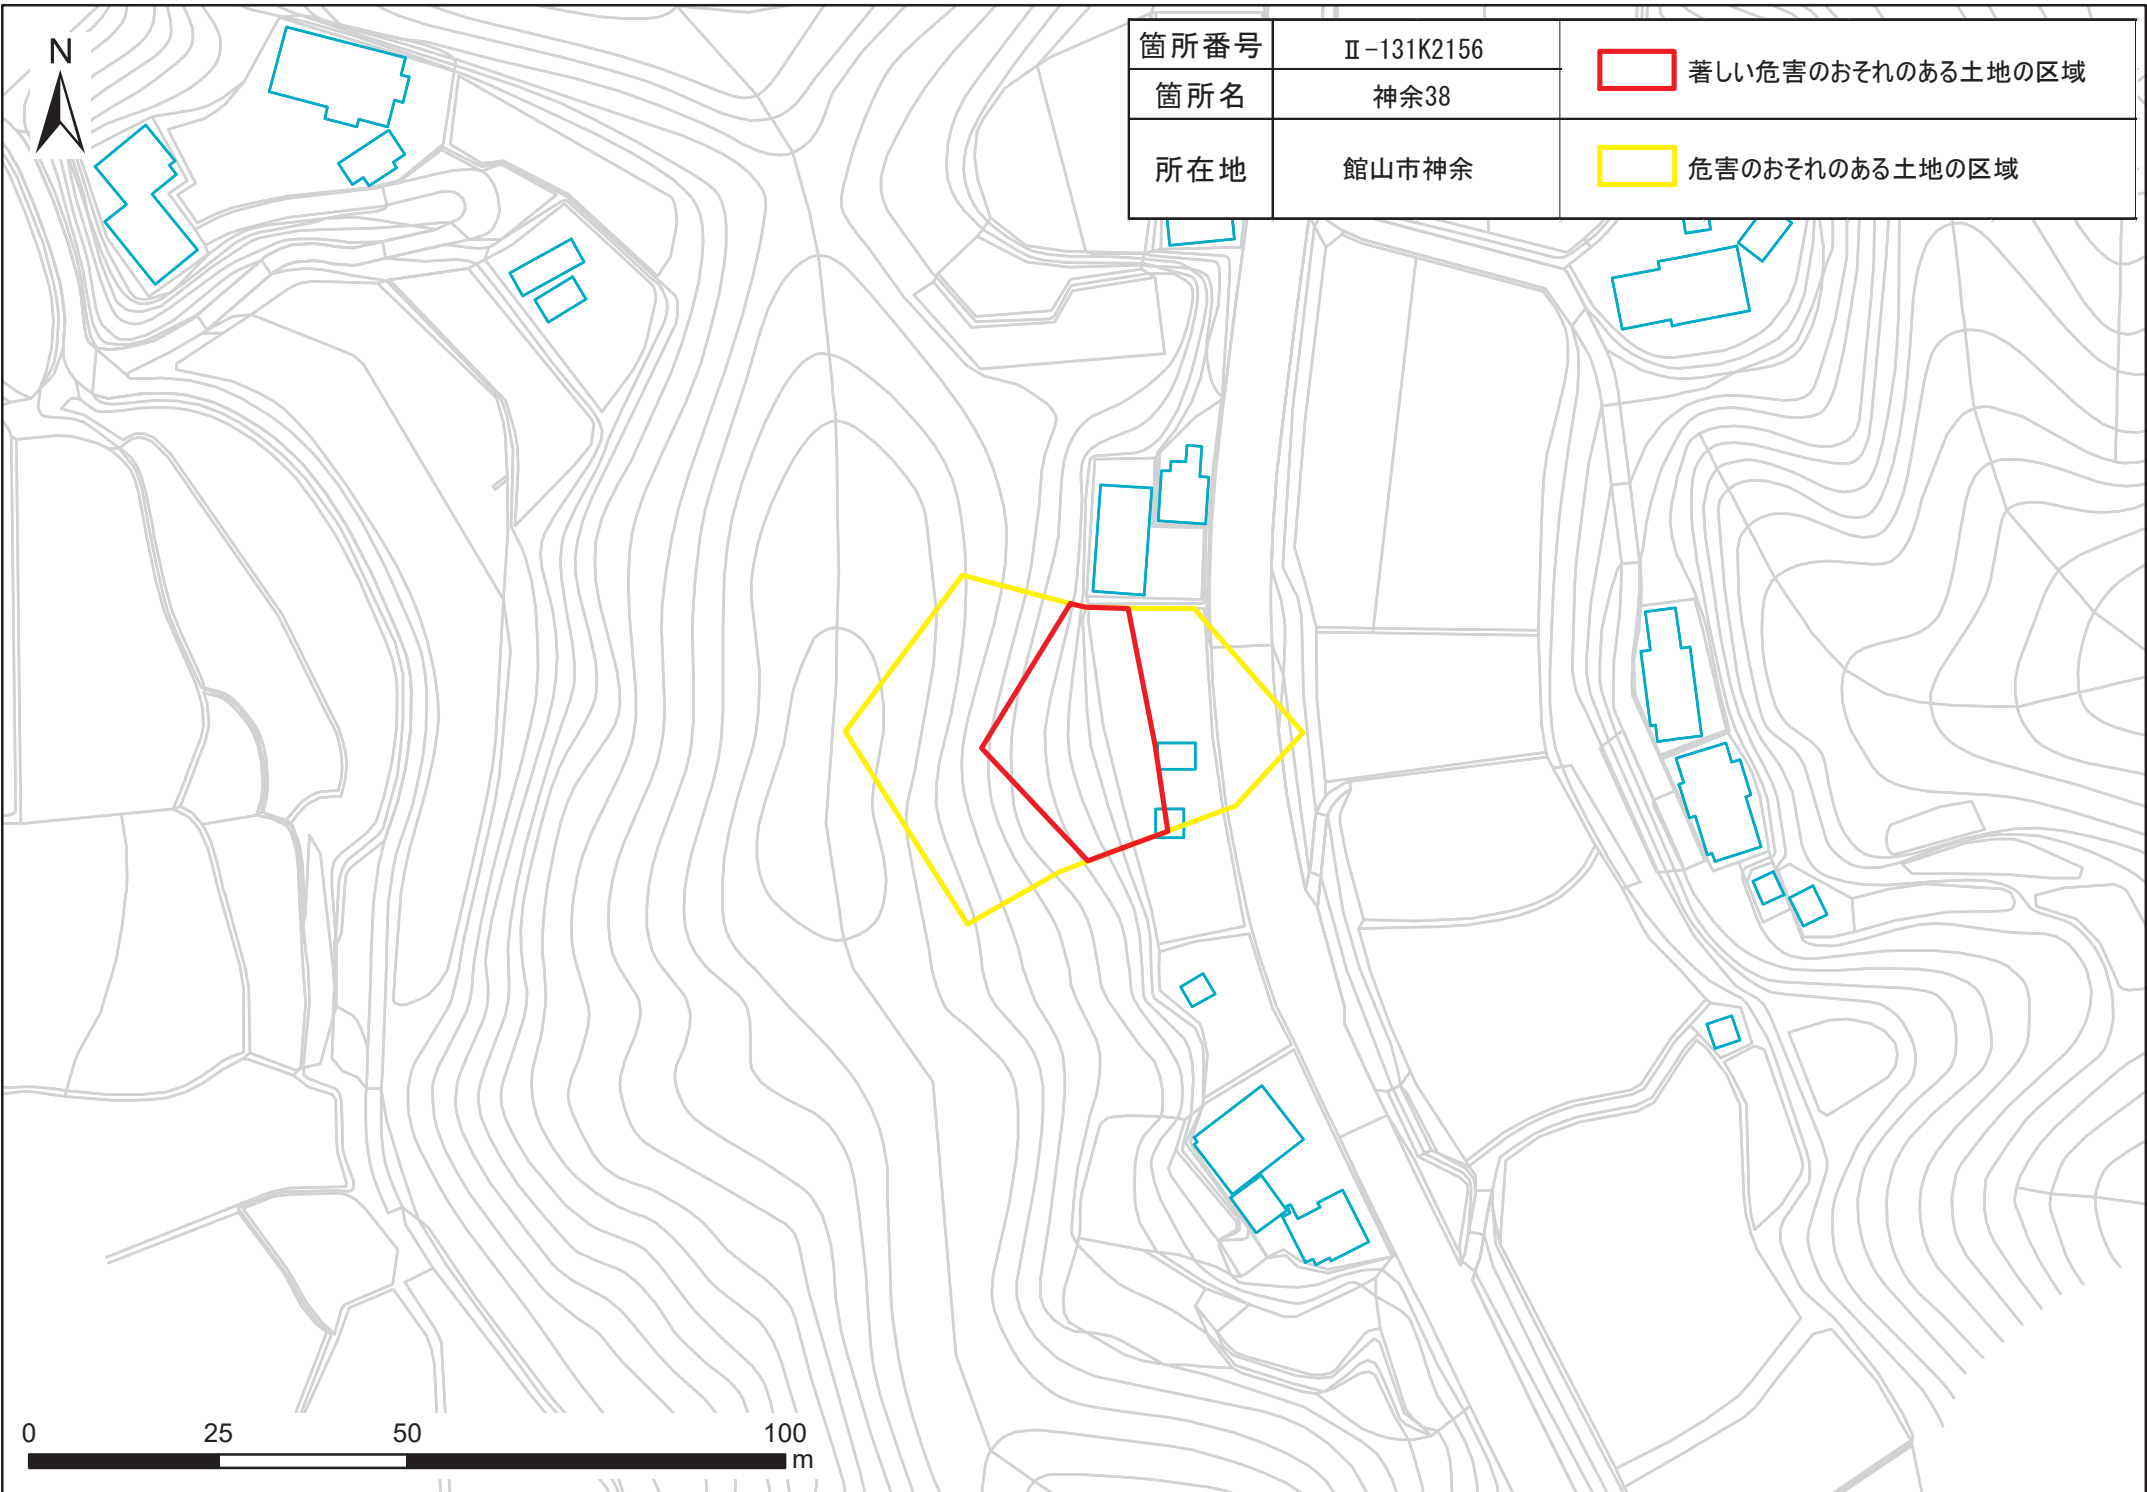 N
箇所番号 Ⅱ-131K2156
箇所名 神余38
所在地 館山市神余
著しい危害のおそれのある土地の区域
危害のおそれのある土地の区域
0 25 50 100
m